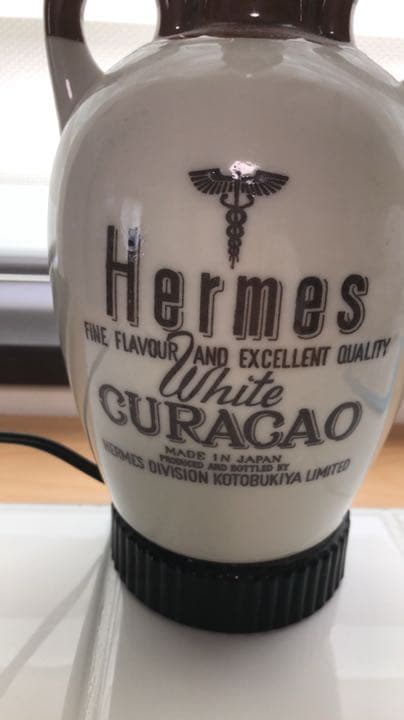 Hermes
FINE FLAVOUR AND EXCELLENT QUALITY
White
CURACAO
MADE IN JAPAN
PRODUCED AND BOTTLED BY
HERMES DIVISION KOTOBUKIYA LIMITED